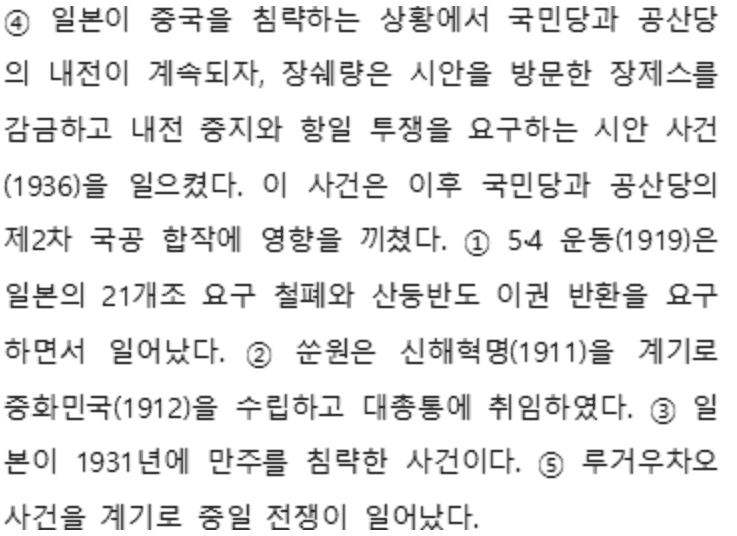 ④ 일본이 중국을 침략하는 상황에서 국민당과 공산당
의 내전이 계속되자, 장쉐량은 시안을 방문한 장제스를
감금하고 내전 중지와 항일 투쟁을 요구하는 시안 사건
(1936)을 일으켰다. 이 사건은 이후 국민당과 공산당의
제2차 국공 합작에 영향을 끼쳤다. ① 5·4 운동(1919)은
일본의 21개조 요구 철폐와 산둥반도 이권 반환을 요구
하면서 일어났다. ② 쑨원은 신해혁명(1911)을 계기로
중화민국(1912)을 수립하고 대총통에 취임하였다. ③ 일
본이 1931년에 만주를 침략한 사건이다. ⑤ 루거우차오
사건을 계기로 중일 전쟁이 일어났다.